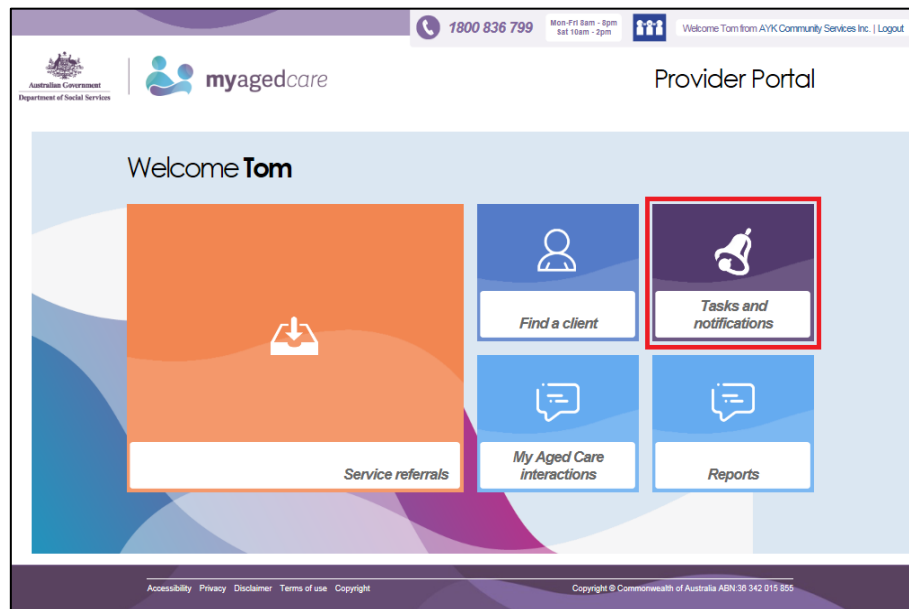 1800 836 799
Mon-Fri 8am - 8pm
Sat 10am - 2pm
Welcome Tom from AYK Community Services Inc. | Logout
Australian Government
Department of Social Services
myagedcare
Provider Portal
Welcome Tom
Find a client
Tasks and
notifications
Service referrals
My Aged Care
interactions
Reports
Accessibility Privacy Disclaimer Terms of use Copyright
Copyright © Commonwealth of Australia ABN:36 342 015 855